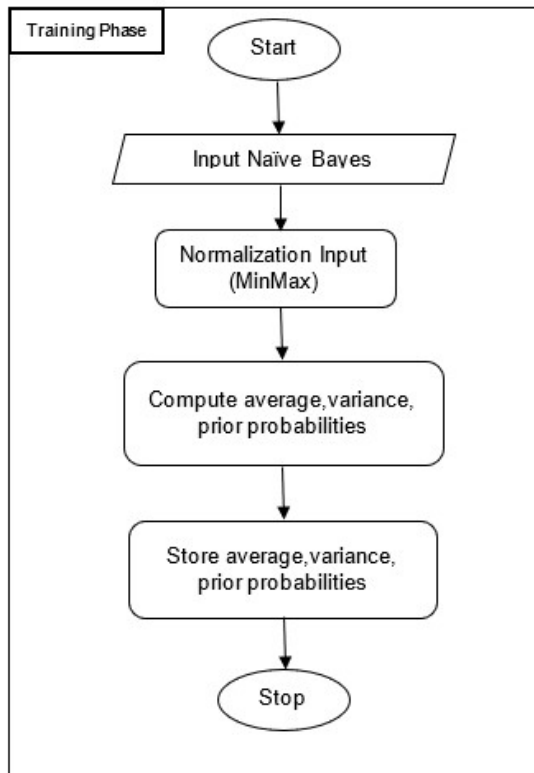 Training Phase
Start
Input Naïve Bayes
Normalization Input
(MinMax)
Compute average,variance,
prior probabilities
Store average,variance,
prior probabilities
Stop